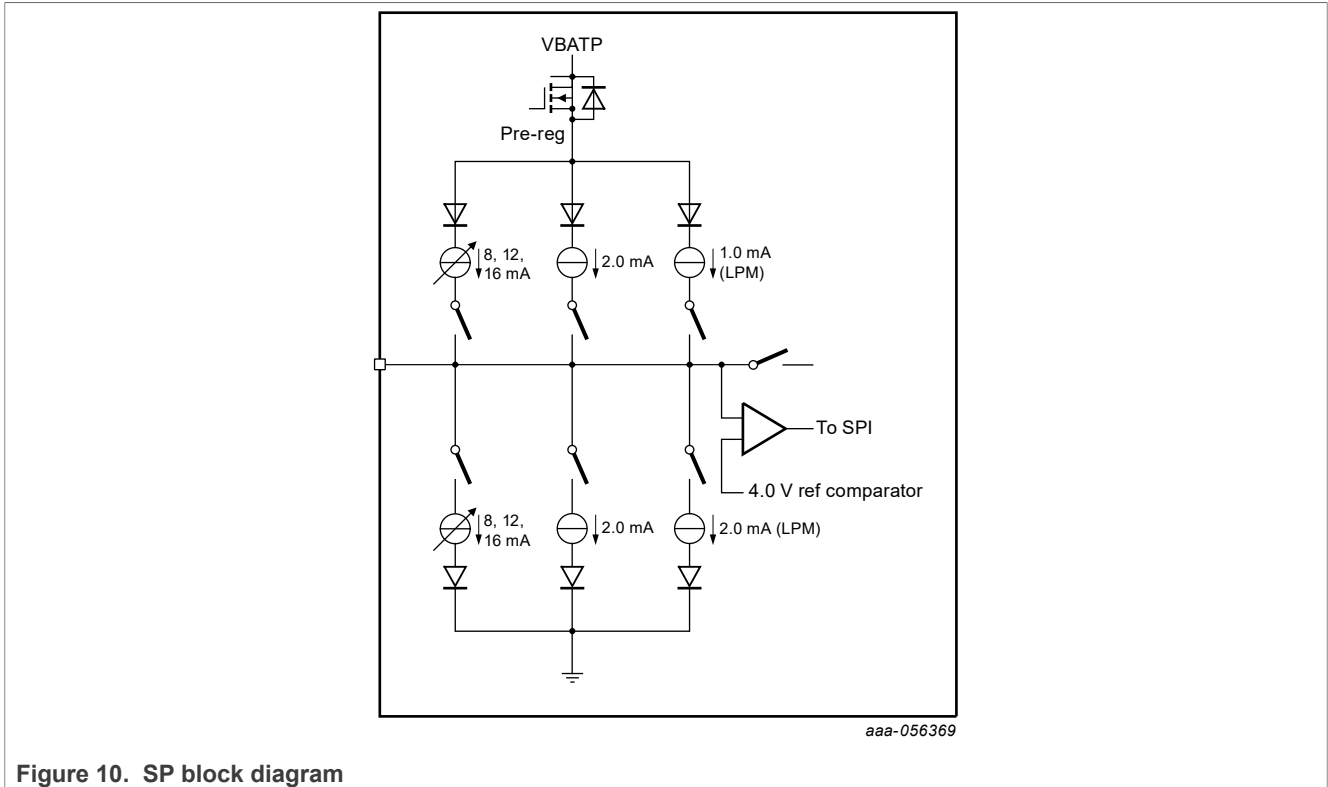 VBATP
Pre-reg
8, 12,
16 mA
2.0 mA
1.0 mA
(LPM)
To SPI
4.0 V ref comparator
8, 12,
16 mA
2.0 mA
2.0 mA (LPM)
aaa-056369
Figure 10. SP block diagram